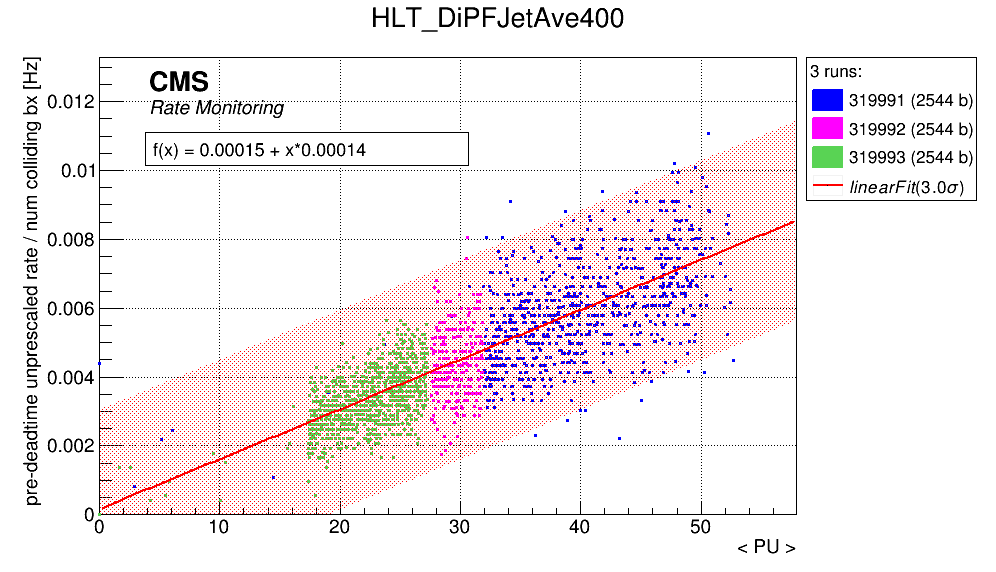 HLT_DiPFJetAve400
pre-deadtime unprescaled rate / num colliding bx [Hz]
CMS
Rate Monitoring
f(x) = 0.00015 + x*0.00014
0.012
0.01
0.008
0.006
0.004
0.002
0
0 10 20 30 40 50
< PU >
3 runs:
319991 (2544 b)
319992 (2544 b)
319993 (2544 b)
linearFit(3.0σ)